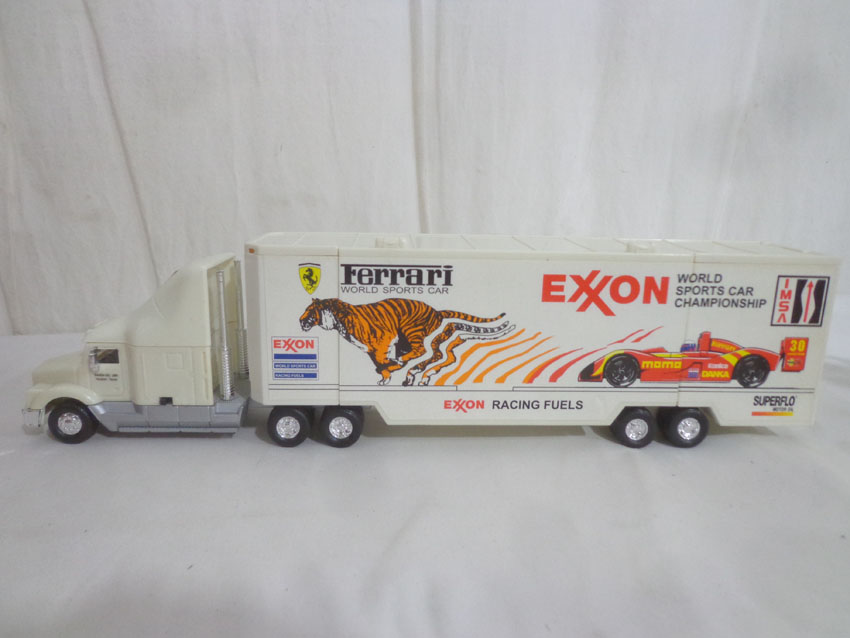 Ferrari
WORLD SPORTS CAR
EXXON
WORLD
SPORTS CAR
CHAMPIONSHIP
IMSA
EXXON
WORLD SPORTS CAR
RACING FUELS
momo
DANKA
30
EXXON RACING FUELS
SUPERFLO
MOTOR OIL